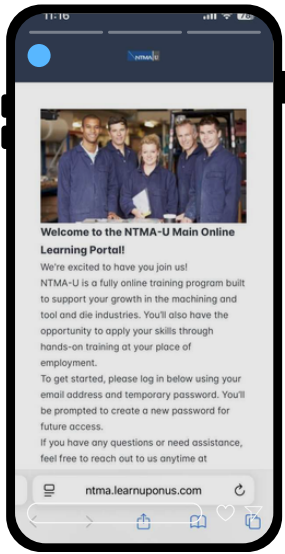 11:16
NTMA-U
Welcome to the NTMA-U Main Online
Learning Portal!
We're excited to have you join us!
NTMA-U is a fully online training program built
to support your growth in the machining and
tool and die industries. You'll also have the
opportunity to apply your skills through
hands-on training at your place of
employment.
To get started, please log in below using your
email address and temporary password. You'll
be prompted to create a new password for
future access.
If you have any questions or need assistance,
feel free to reach out to us anytime at
ntma.learnuponus.com